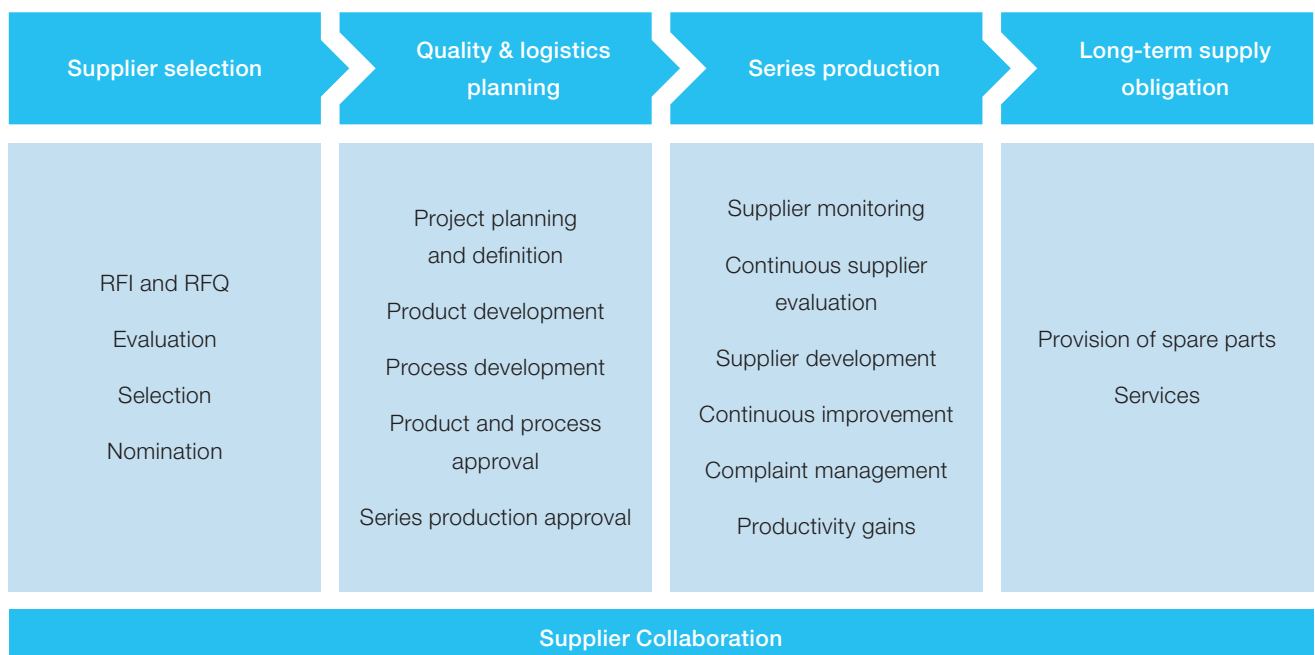 Supplier selection
Quality & logistics
planning
Series production
Long-term supply
obligation
RFI and RFQ
Evaluation
Selection
Nomination
Project planning
and definition
Product development
Process development
Product and process
approval
Series production approval
Supplier monitoring
Continuous supplier
evaluation
Supplier development
Continuous improvement
Complaint management
Productivity gains
Provision of spare parts
Services
Supplier Collaboration